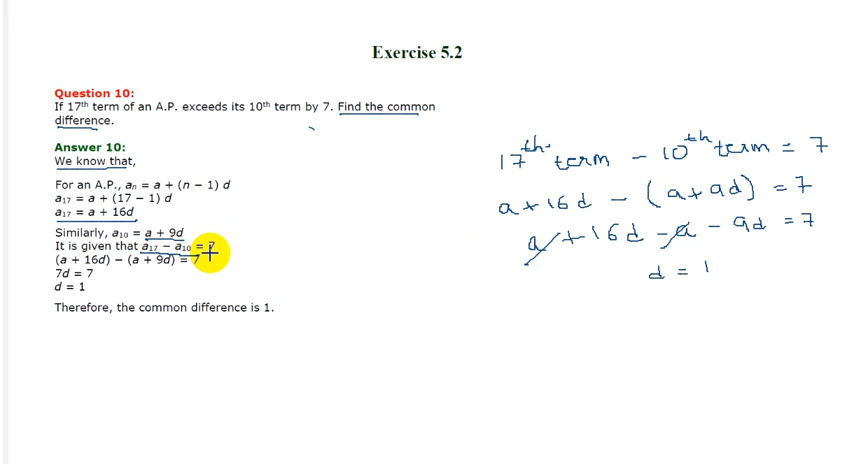 Exercise 5.2
Question 10:
If 17th term of an A.P. exceeds its 10th term by 7. Find the common
difference.
Answer 10:
We know that,
For an A.P., aₙ = a + (n − 1) d
a₁₇ = a + (17 − 1) d
a₁₇ = a + 16d
Similarly, a₁₀ = a + 9d
It is given that a₁₇ − a₁₀ = 7
(a + 16d) − (a + 9d) = 7
7d = 7
d = 1
Therefore, the common difference is 1.
17th term - 10th term = 7
a + 16d - (a + 9d) = 7
a + 16d - a - 9d = 7
d = 1